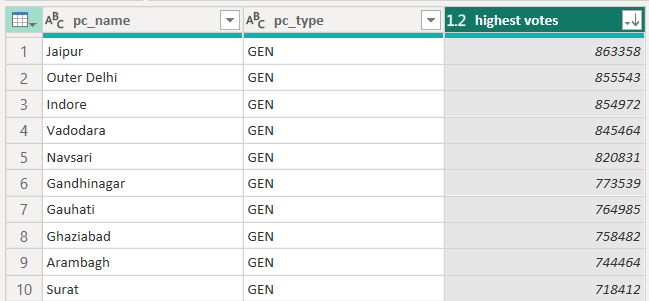 ABC pc_name ABC pc_type 1.2 highest votes
1 Jaipur GEN 863358
2 Outer Delhi GEN 855543
3 Indore GEN 854972
4 Vadodara GEN 845464
5 Navsari GEN 820831
6 Gandhinagar GEN 773539
7 Gauhati GEN 764985
8 Ghaziabad GEN 758482
9 Arambagh GEN 744464
10 Surat GEN 718412